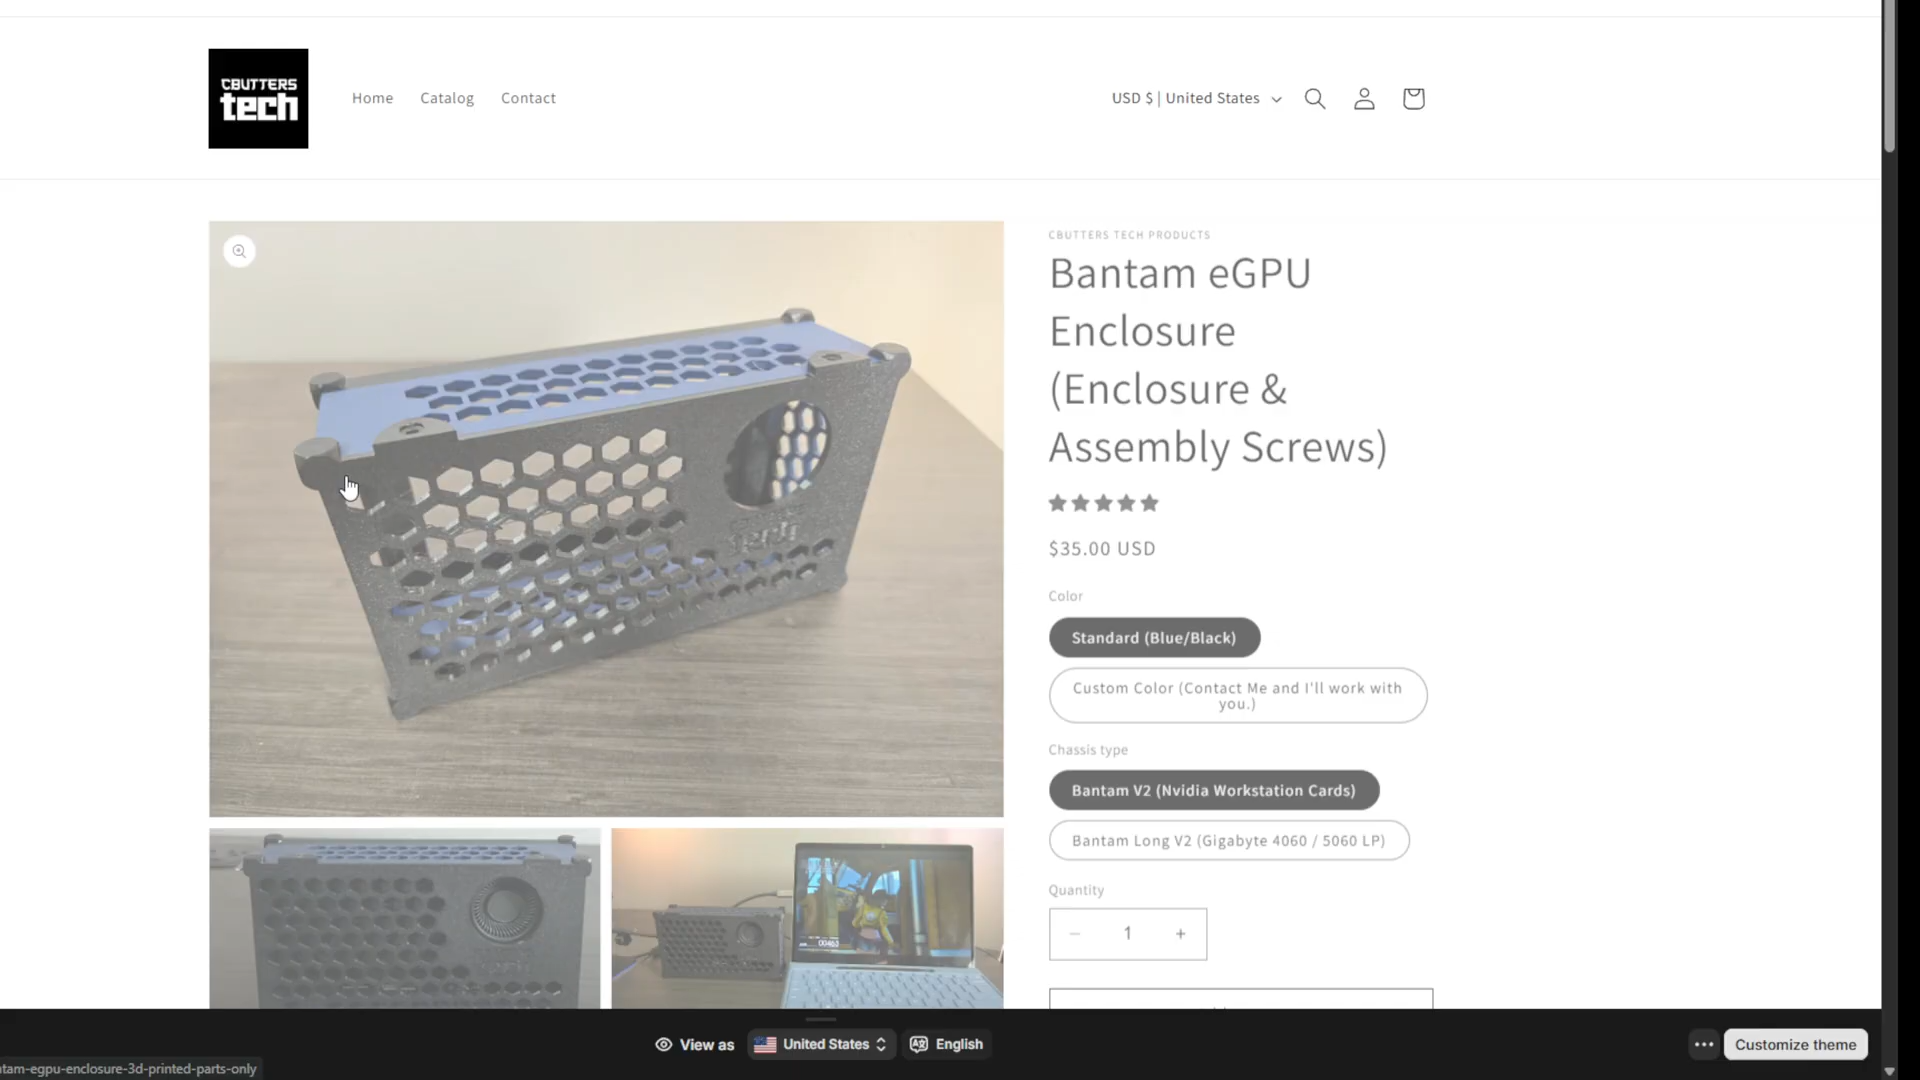 CBUTTERS
tech
Home
Catalog
Contact
USD $ | United States
CBUTTERS TECH PRODUCTS
Bantam eGPU
Enclosure
(Enclosure &
Assembly Screws)
$35.00 USD
Color
Standard (Blue/Black)
Custom Color (Contact Me and I'll work with
you.)
Chassis type
Bantam V2 (Nvidia Workstation Cards)
Bantam Long V2 (Gigabyte 4060 / 5060 LP)
Quantity
1
View as
United States
English
Customize theme
tam-egpu-enclosure-3d-printed-parts-only